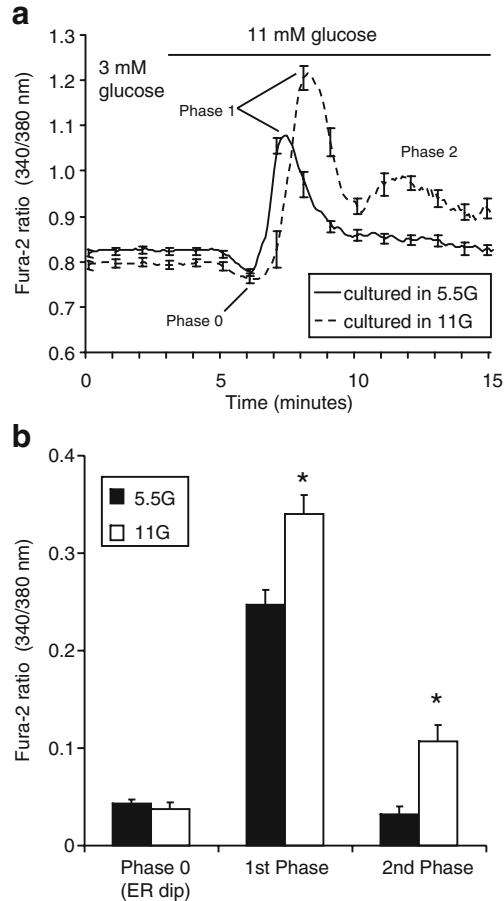 a
11 mM glucose
3 mM
glucose
Phase 1
Phase 2
Phase 0
cultured in 5.5G
cultured in 11G
Fura-2 ratio (340/380 nm)
1.3
1.2
1.1
1.0
0.9
0.8
0.7
0.6
0
5
10
15
Time (minutes)
b
5.5G
11G
*
*
Fura-2 ratio (340/380 nm)
0.4
0.3
0.2
0.1
0
Phase 0
(ER dip)
1st Phase
2nd Phase